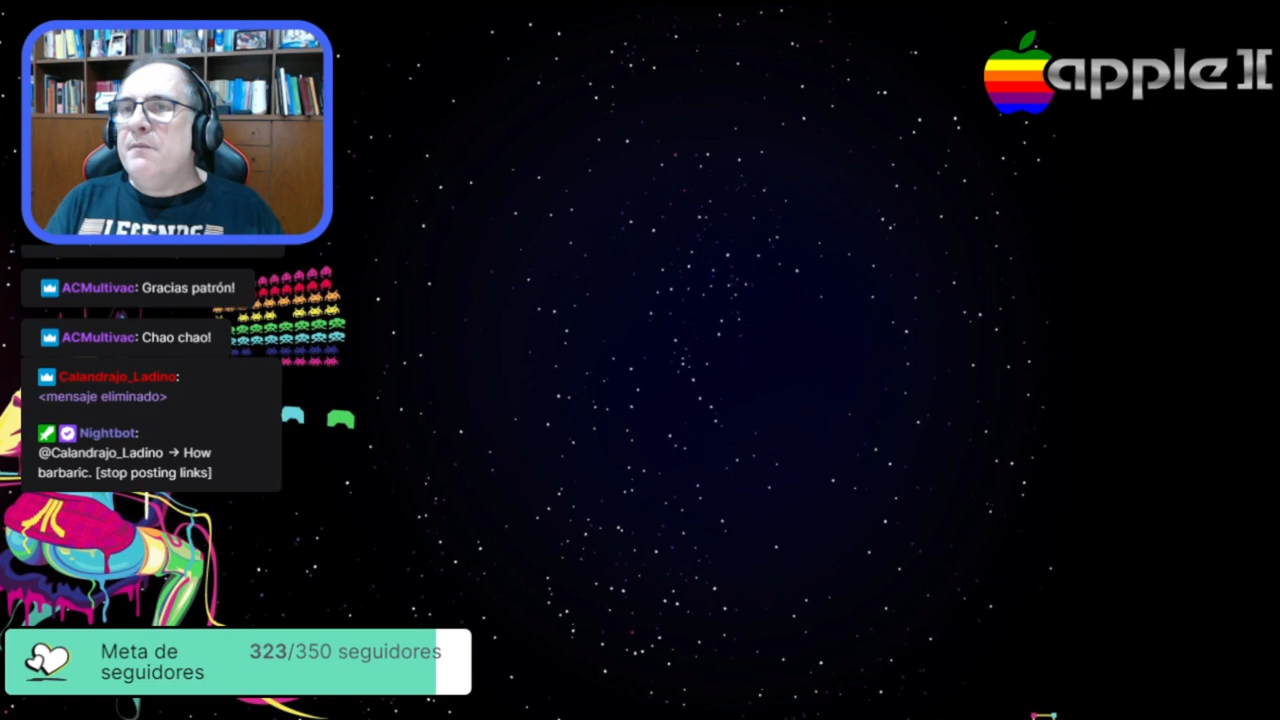 apple ][
LEGENDS
ACMultivac: Gracias patrón!
ACMultivac: Chao chao!
Calandrajo_Ladino:
<mensaje eliminado>
Nightbot:
@Calandrajo_Ladino → How
barbaric. [stop posting links]
Meta de
seguidores
323/350 seguidores